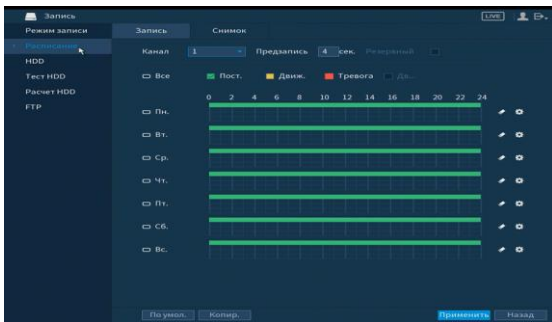 Запись
LIVE
Режим записи
Запись Снимок
Расписание
Канал 1 Предзапись 4 сек. Резервный
HDD
Тест HDD
Все Пост. Движ. Тревога Дв...
Расчет HDD
0 2 4 6 8 10 12 14 16 18 20 22 24
FTP
Пн.
Вт.
Ср.
Чт.
Пт.
Сб.
Вс.
По умол. Копир. Применить Назад